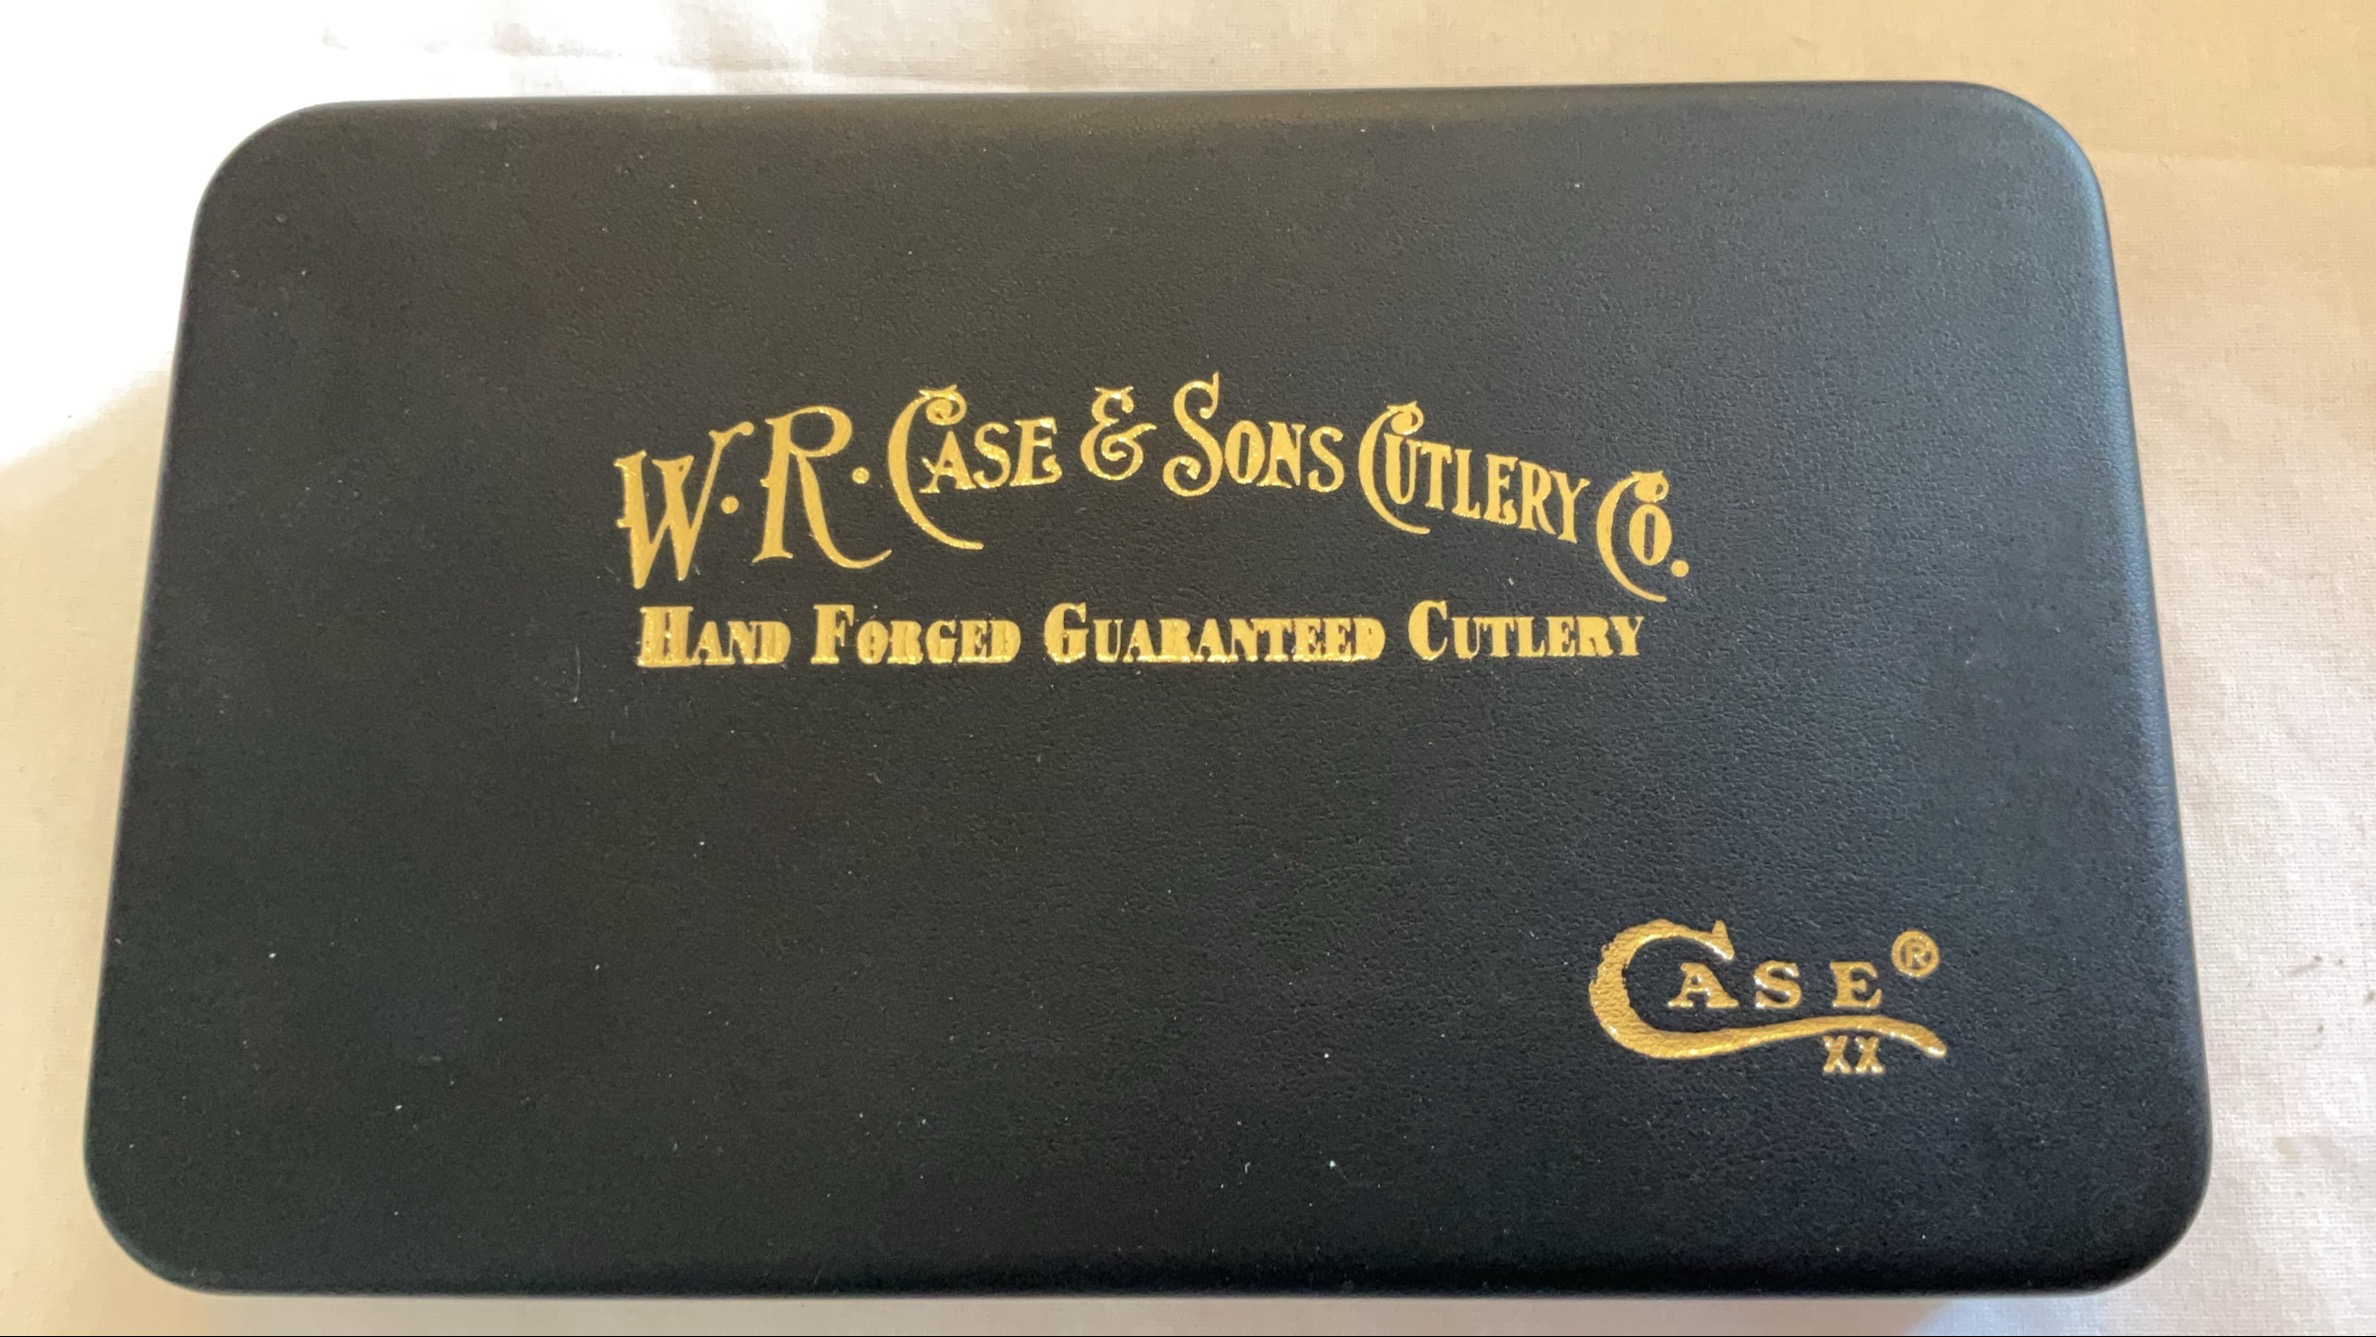 W.R. Case & Sons Cutlery Co.
Hand Forged Guaranteed Cutlery
CASE®
XX